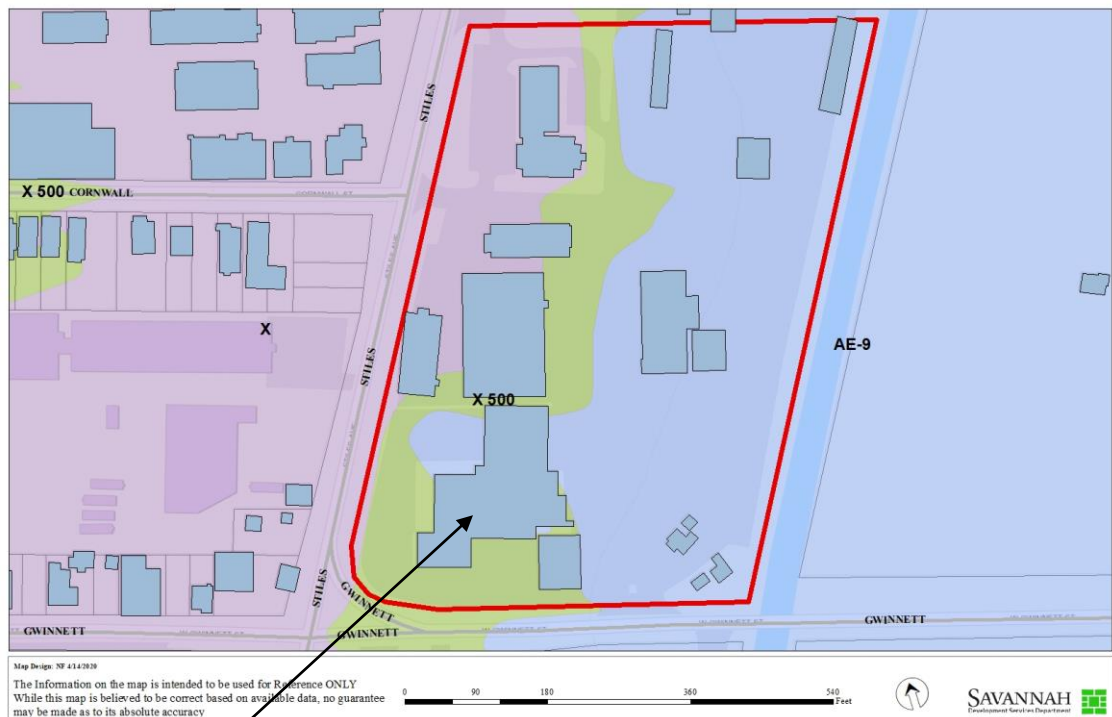 STILES
X 500 CORNWALL
CORNWALL ST
X
STILES
AE-9
X 500
STILES
GWINNETT
GWINNETT
GWINNETT
GWINNETT
W GWINNETT ST
Map Design: NF 4/14/2020
The Information on the map is intended to be used for Reference ONLY
While this map is believed to be correct based on available data, no guarantee
may be made as to its absolute accuracy
0 90 180 360 540
Feet
SAVANNAH
Development Services Department